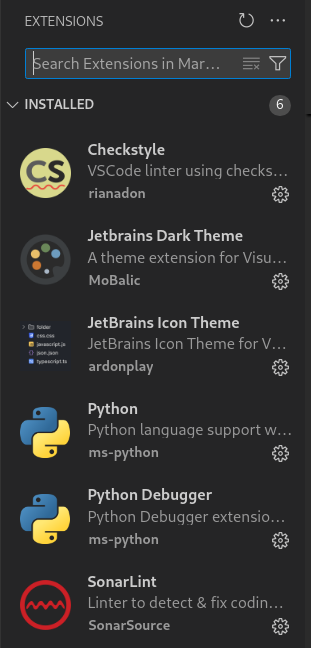 EXTENSIONS
Search Extensions in Mar...
INSTALLED
6
Checkstyle
VSCode linter using checks...
rianadon
CS
Jetbrains Dark Theme
A theme extension for Visu...
MoBalic
JetBrains Icon Theme
JetBrains Icon Theme for V...
ardonplay
folder
css.css
javascript.js
json.json
typescript.ts
Python
Python language support w...
ms-python
Python Debugger
Python Debugger extensio...
ms-python
SonarLint
Linter to detect & fix codin...
SonarSource